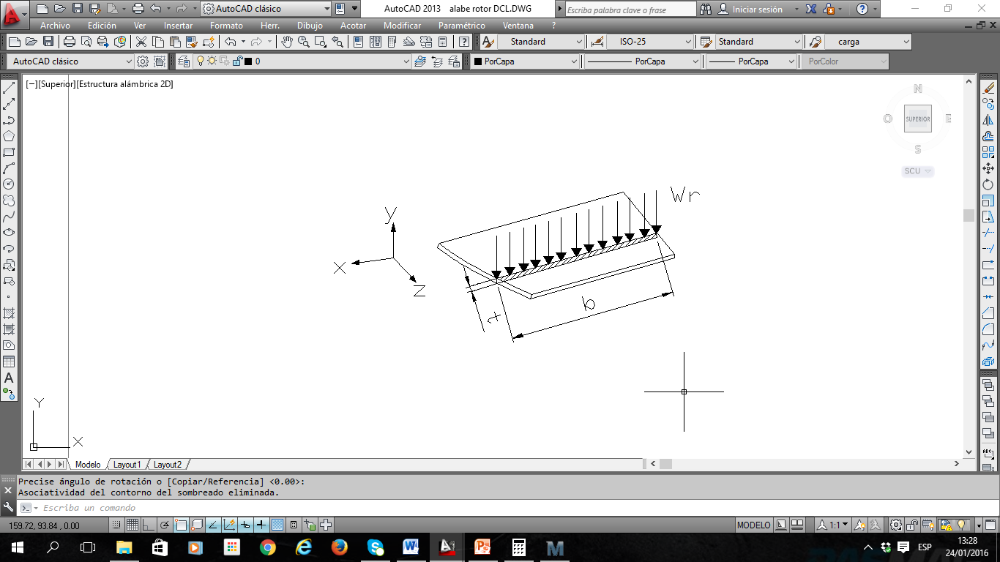 AutoCAD clásico
AutoCAD 2013 alabe rotor DCL.DWG
Escriba palabra clave o frase
Iniciar sesión
Archivo Edición Ver Insertar Formato Herr. Dibujo Acotar Modificar Paramétrico Ventana ?
Standard ISO-25 Standard carga
AutoCAD clásico 0 PorCapa PorCapa PorCapa PorColor
[−][Superior][Estructura alámbrica 2D]
N
O SUPERIOR E
S
SCU
Wr
y
X
Z
b
t
Y
X
A
ABC
Modelo Layout1 Layout2
Precise ángulo de rotación o [Copiar/Referencia] <0.00>:
Asociatividad del contorno del sombreado eliminada.
Escriba un comando
159.72, 93.84 , 0.00 MODELO 1:1
ESP
13:28
24/01/2016